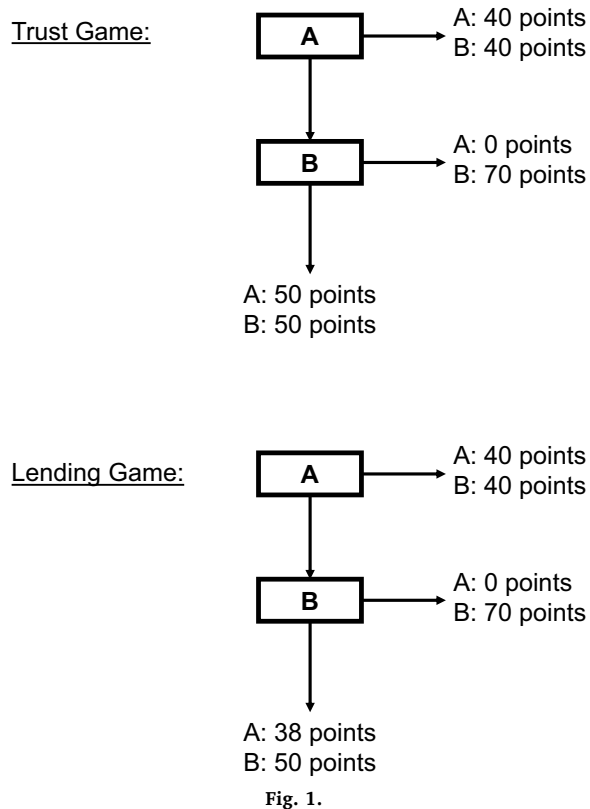 Trust Game:
A
A: 40 points
B: 40 points
B
A: 0 points
B: 70 points
A: 50 points
B: 50 points
Lending Game:
A
A: 40 points
B: 40 points
B
A: 0 points
B: 70 points
A: 38 points
B: 50 points
Fig. 1.